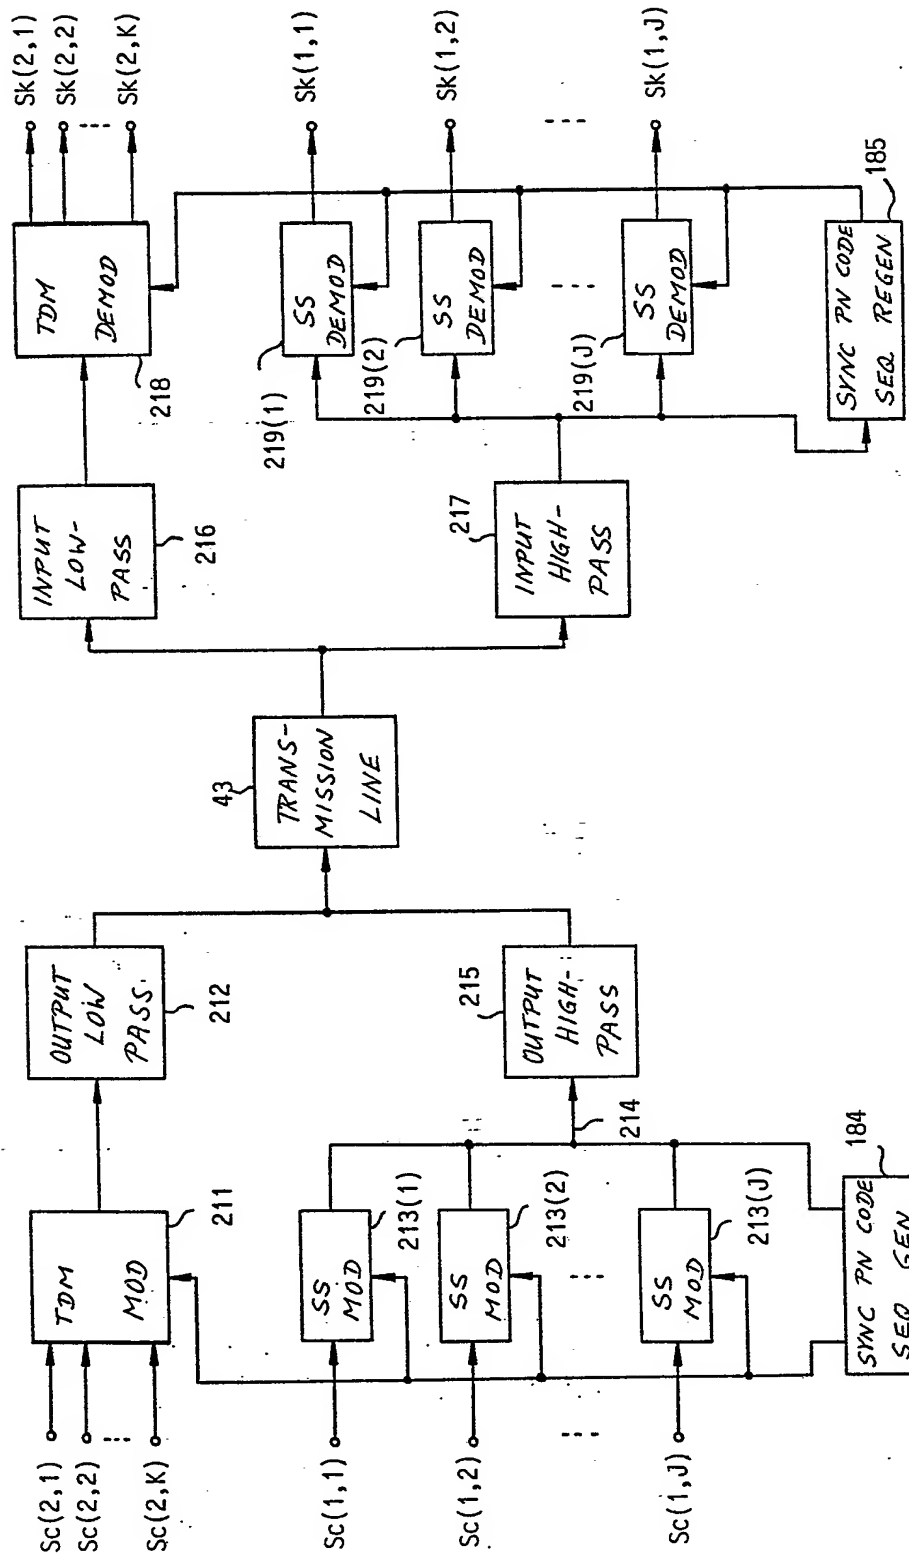 Sc(2,1)
Sc(2,2)
Sc(2,K)
TDM
MOD
211
OUTPUT
LOW
PASS.
212
Sc(1,1)
Sc(1,2)
Sc(1,J)
SS
MOD
213(1)
SS
MOD
213(2)
SS
MOD
213(J)
SYNC PN CODE
SEQ GEN
184
214
OUTPUT
HIGH-
PASS
215
TRANS-
MISSION
LINE
43
INPUT
LOW-
PASS
216
INPUT
HIGH-
PASS
217
TDM
DEMOD
218
SS
DEMOD
219(1)
SS
DEMOD
219(2)
SS
DEMOD
219(J)
SYNC PN CODE
SEQ REGEN
185
Sk(2,1)
Sk(2,2)
Sk(2,K)
Sk(1,1)
Sk(1,2)
Sk(1,J)